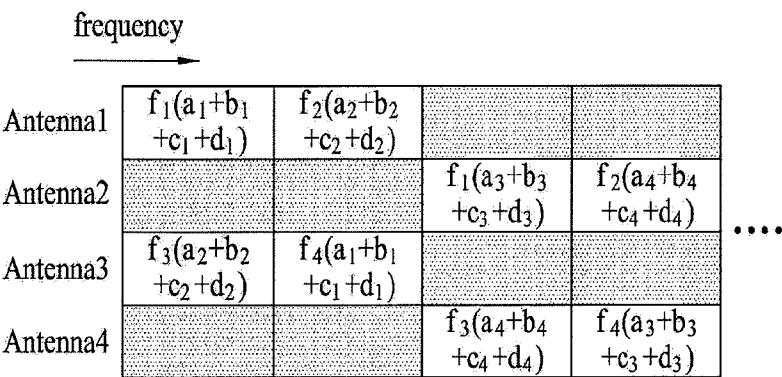 frequency
Antenna1 f₁(a₁+b₁ +c₁+d₁) f₂(a₂+b₂ +c₂+d₂)
Antenna2 f₁(a₃+b₃ +c₃+d₃) f₂(a₄+b₄ +c₄+d₄)
....
Antenna3 f₃(a₂+b₂ +c₂+d₂) f₄(a₁+b₁ +c₁+d₁)
Antenna4 f₃(a₄+b₄ +c₄+d₄) f₄(a₃+b₃ +c₃+d₃)